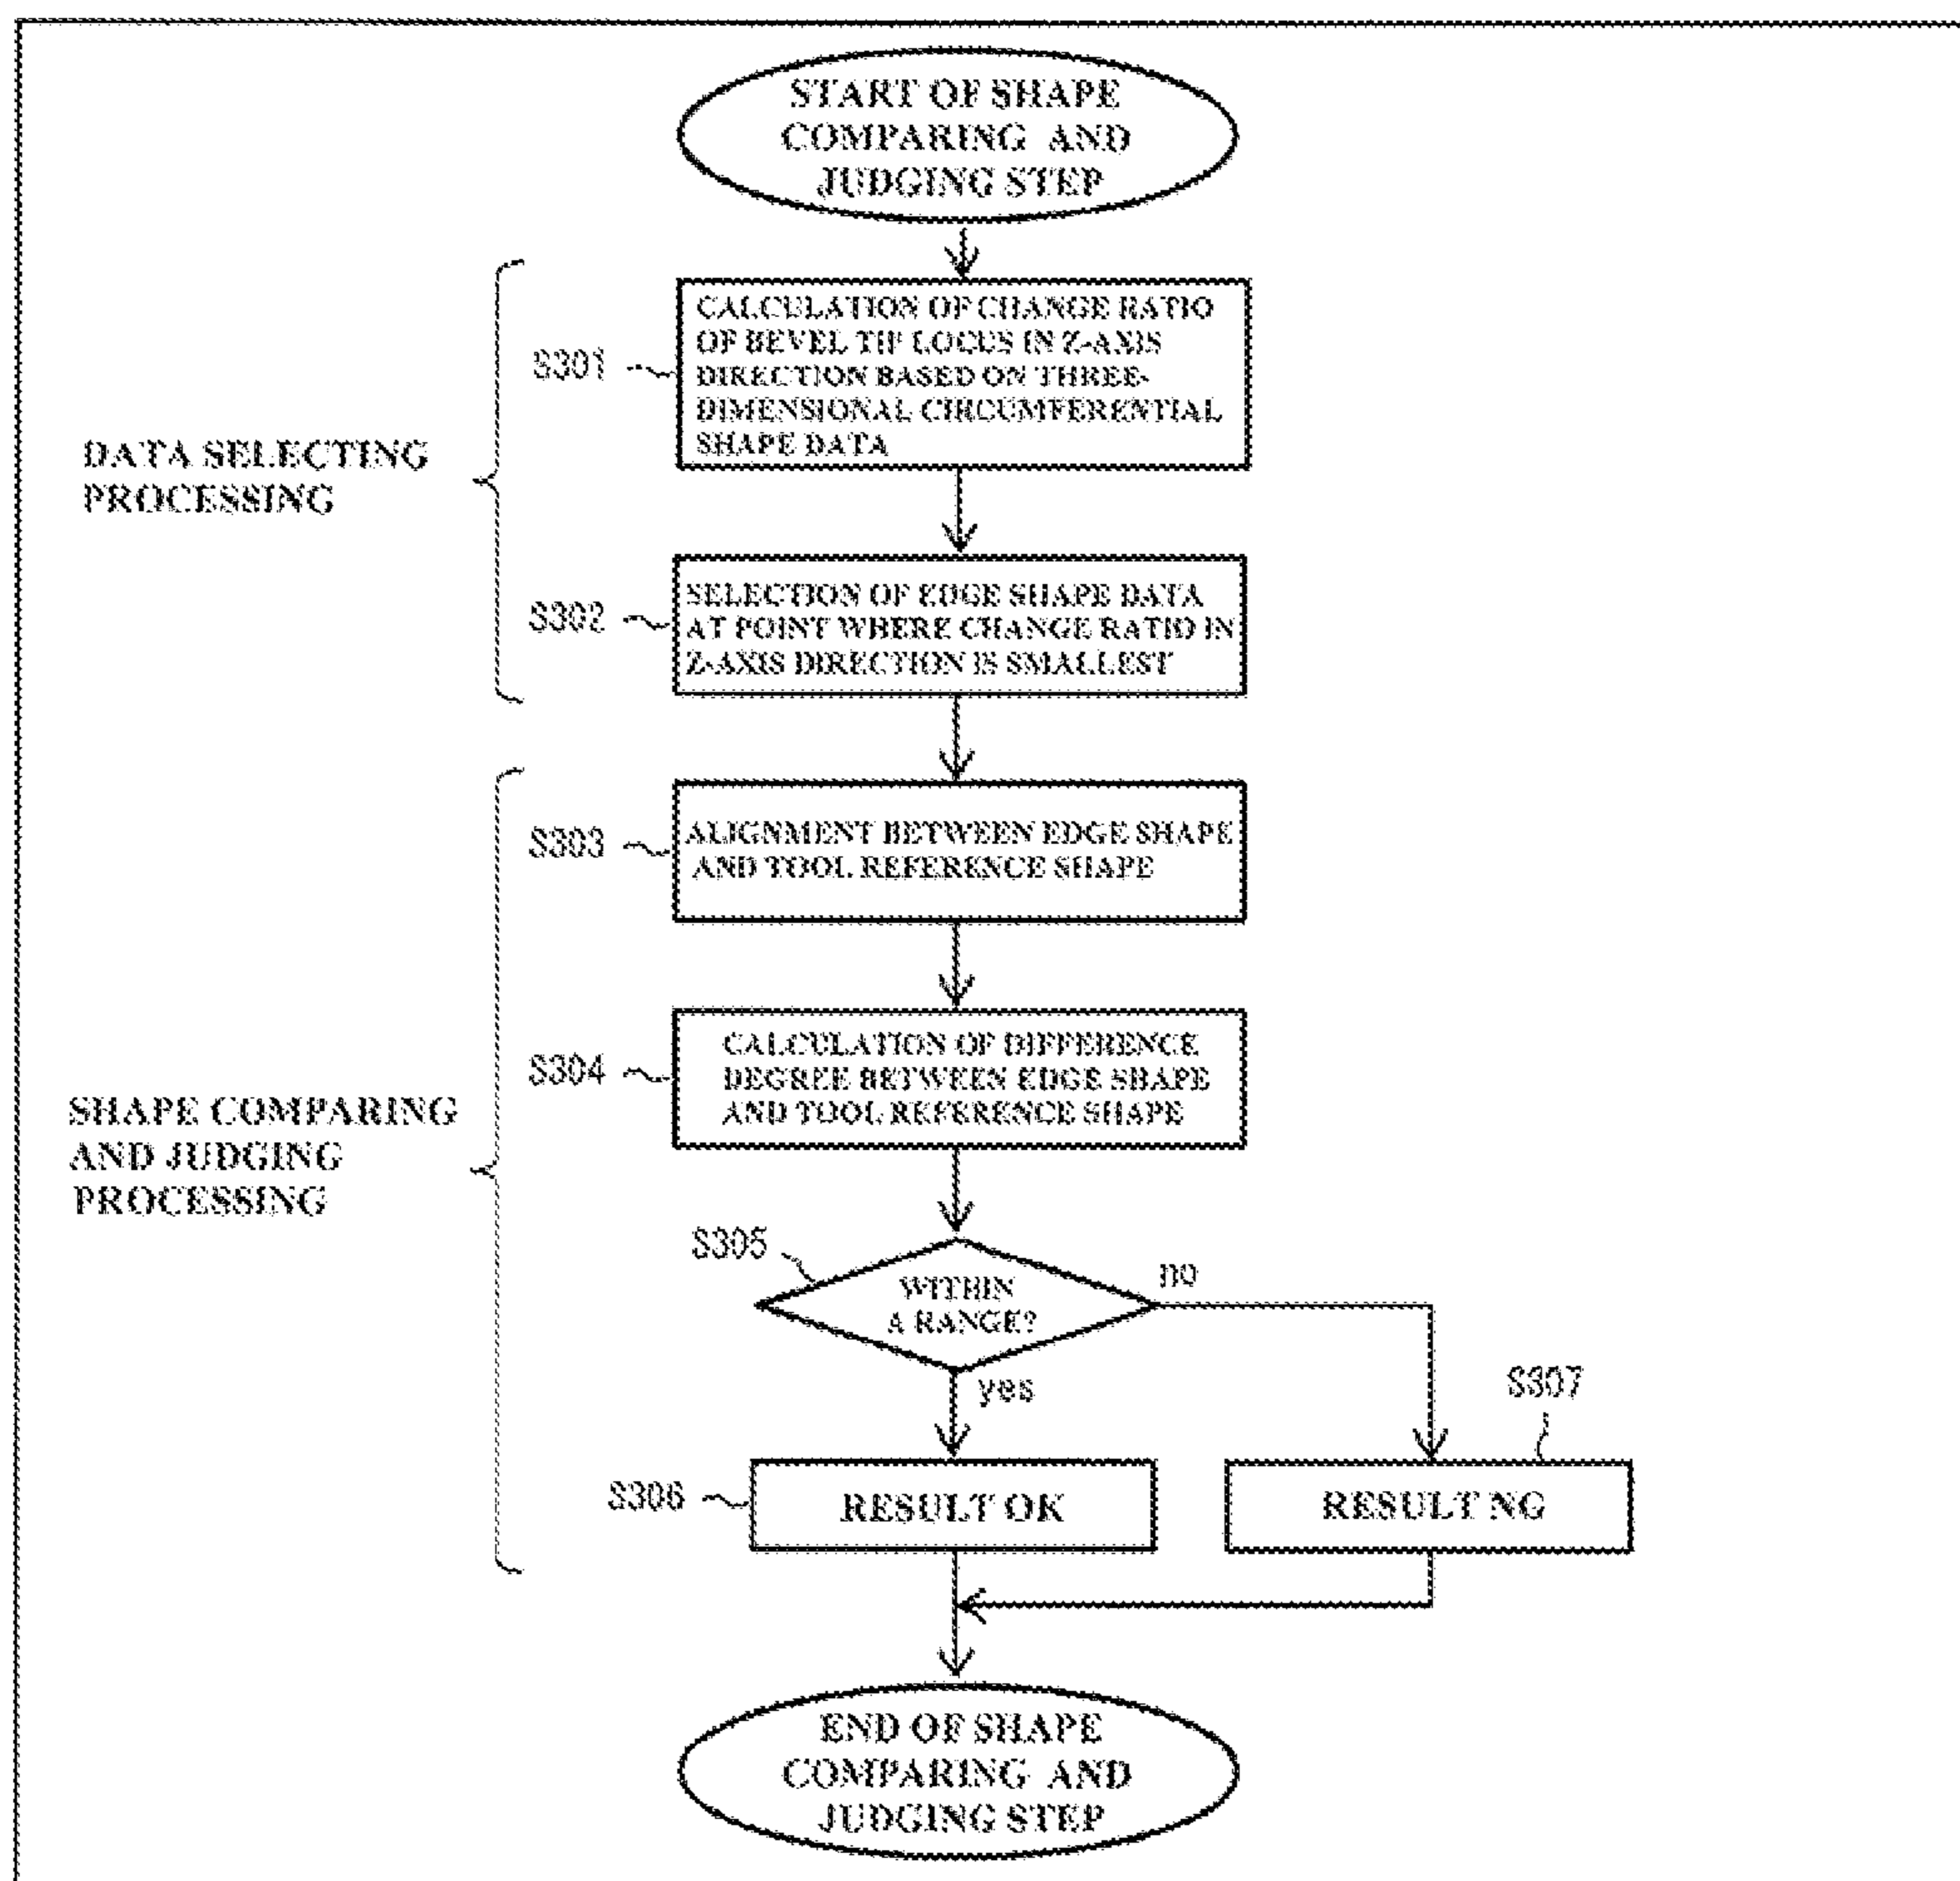 START OF SHAPE
COMPARING AND
JUDGING STEP
DATA SELECTING
PROCESSING
S301
CALCULATION OF CHANGE RATIO
OF BEVEL TIP LOCUS IN Z-AXIS
DIRECTION BASED ON THREE-
DIMENSIONAL CIRCUMFERENTIAL
SHAPE DATA
S302
SELECTION OF EDGE SHAPE DATA
AT POINT WHERE CHANGE RATIO IN
Z-AXIS DIRECTION IS SMALLEST
SHAPE COMPARING
AND JUDGING
PROCESSING
S303
ALIGNMENT BETWEEN EDGE SHAPE
AND TOOL REFERENCE SHAPE
S304
CALCULATION OF DIFFERENCE
DEGREE BETWEEN EDGE SHAPE
AND TOOL REFERENCE SHAPE
S305
WITHIN
A RANGE?
no
yes
S306
RESULT OK
S307
RESULT NG
END OF SHAPE
COMPARING AND
JUDGING STEP